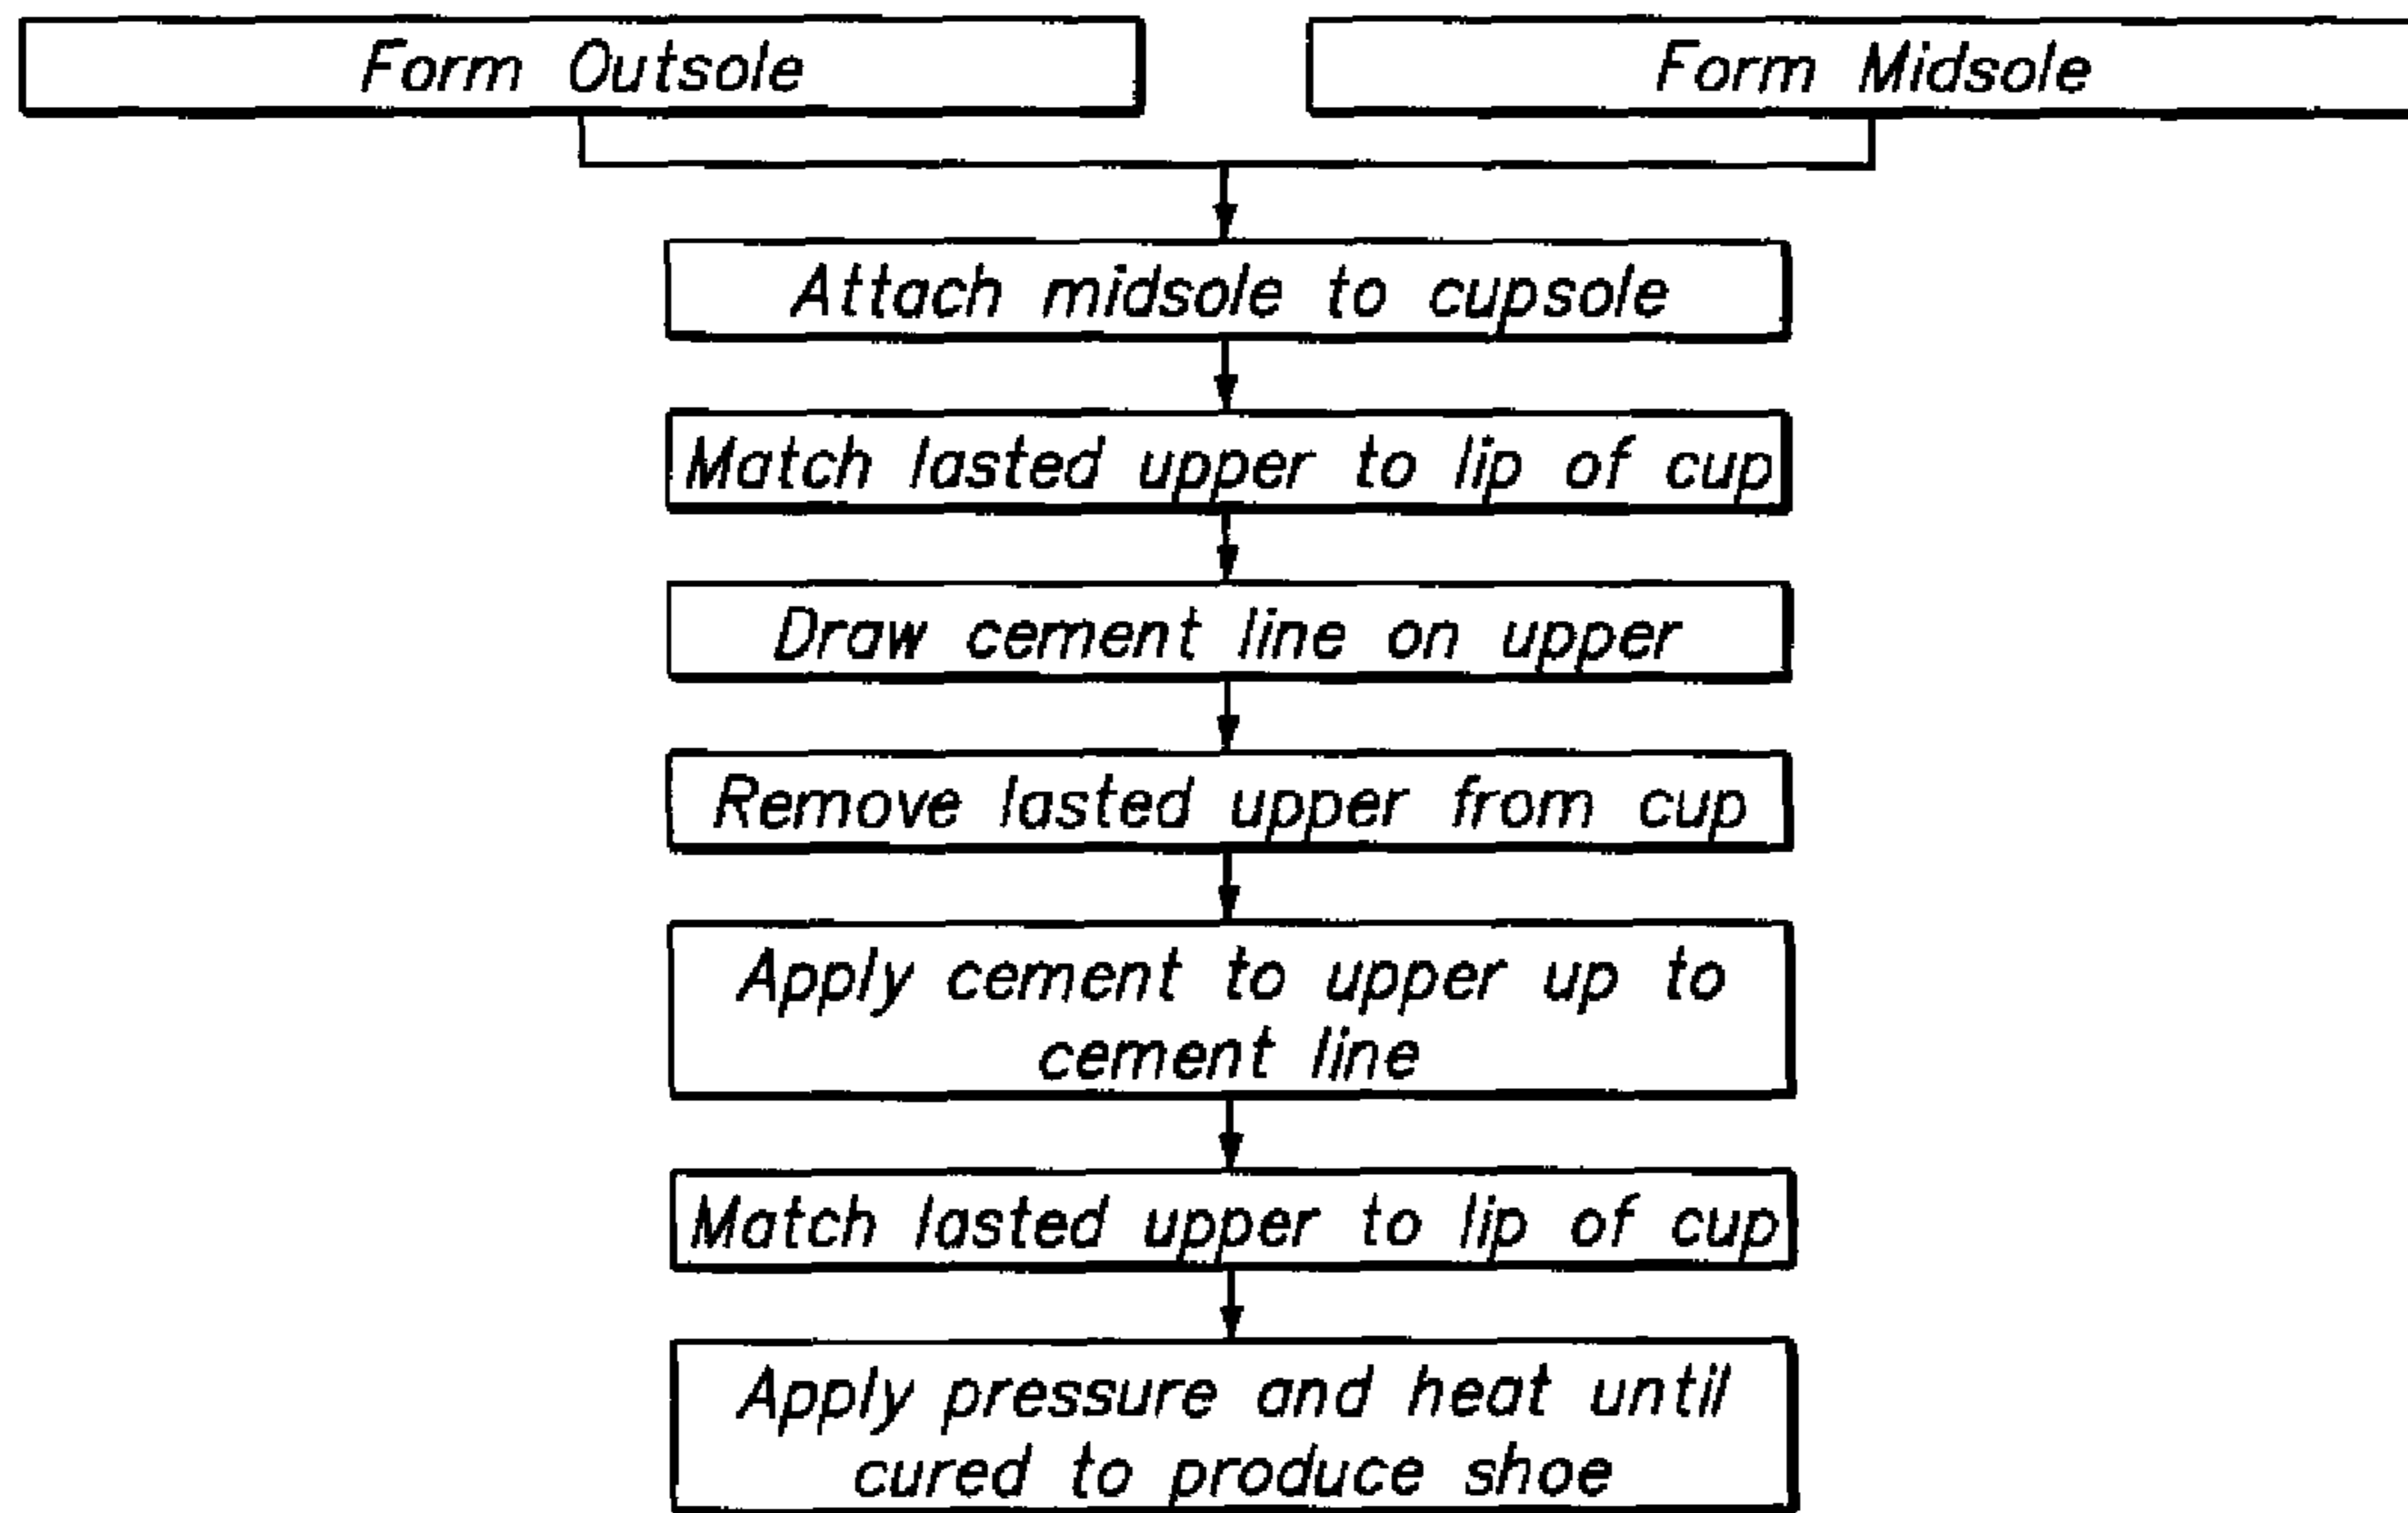 Form Outsole
Form Midsole
Attach midsole to cupsole
Match lasted upper to lip of cup
Draw cement line on upper
Remove lasted upper from cup
Apply cement to upper up to
cement line
Match lasted upper to lip of cup
Apply pressure and heat until
cured to produce shoe